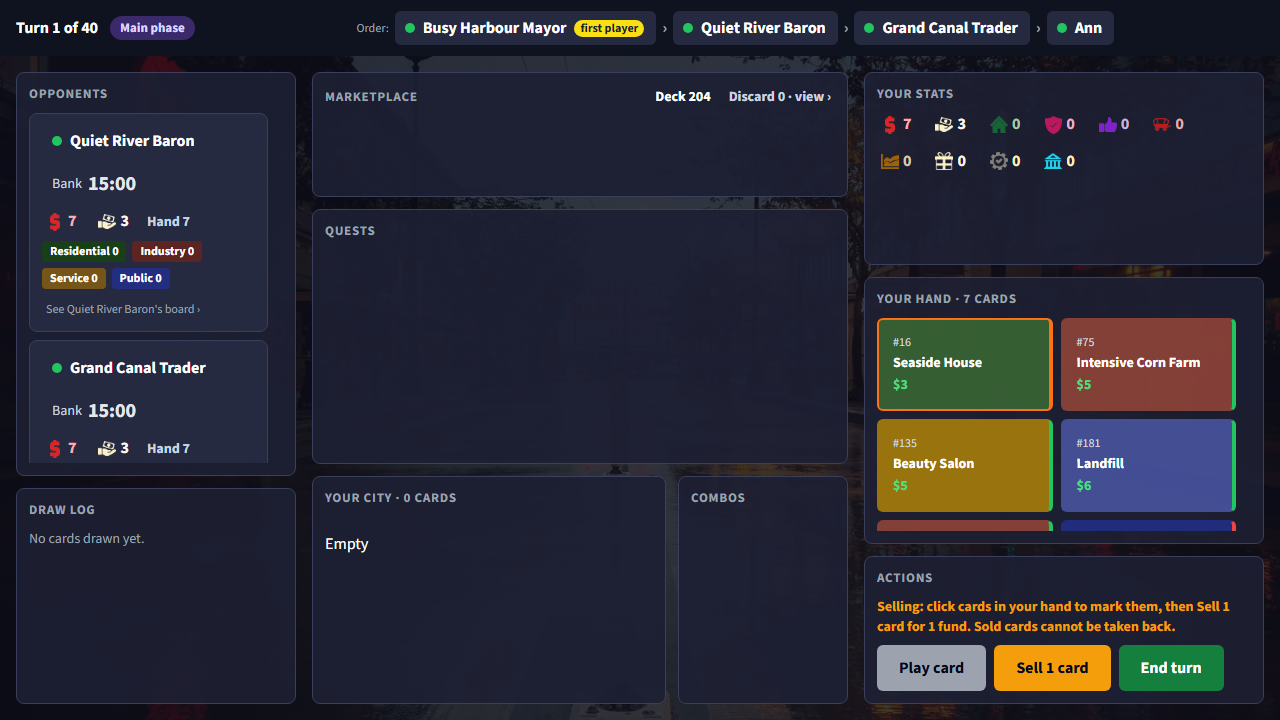 Turn 1 of 40
Main phase
Order:
Busy Harbour Mayor
first player
›
Quiet River Baron
›
Grand Canal Trader
›
Ann
OPPONENTS
Quiet River Baron
Bank 15:00
7
3
Hand 7
Residential 0
Industry 0
Service 0
Public 0
See Quiet River Baron's board ›
Grand Canal Trader
Bank 15:00
7
3
Hand 7
DRAW LOG
No cards drawn yet.
MARKETPLACE
Deck 204
Discard 0 · view ›
QUESTS
YOUR CITY · 0 CARDS
Empty
COMBOS
YOUR STATS
7
3
0
0
0
0
0
0
0
0
YOUR HAND · 7 CARDS
#16
Seaside House
$3
#75
Intensive Corn Farm
$5
#135
Beauty Salon
$5
#181
Landfill
$6
ACTIONS
Selling: click cards in your hand to mark them, then Sell 1
card for 1 fund. Sold cards cannot be taken back.
Play card
Sell 1 card
End turn